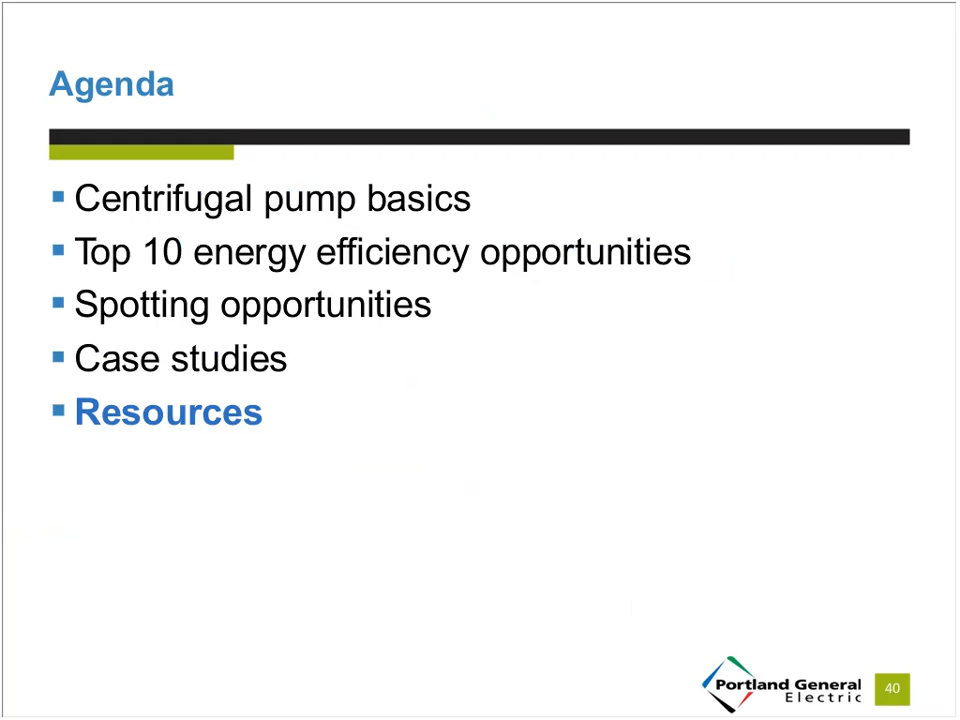 Agenda
▪ Centrifugal pump basics
▪ Top 10 energy efficiency opportunities
▪ Spotting opportunities
▪ Case studies
▪ Resources
Portland General
Electric
40